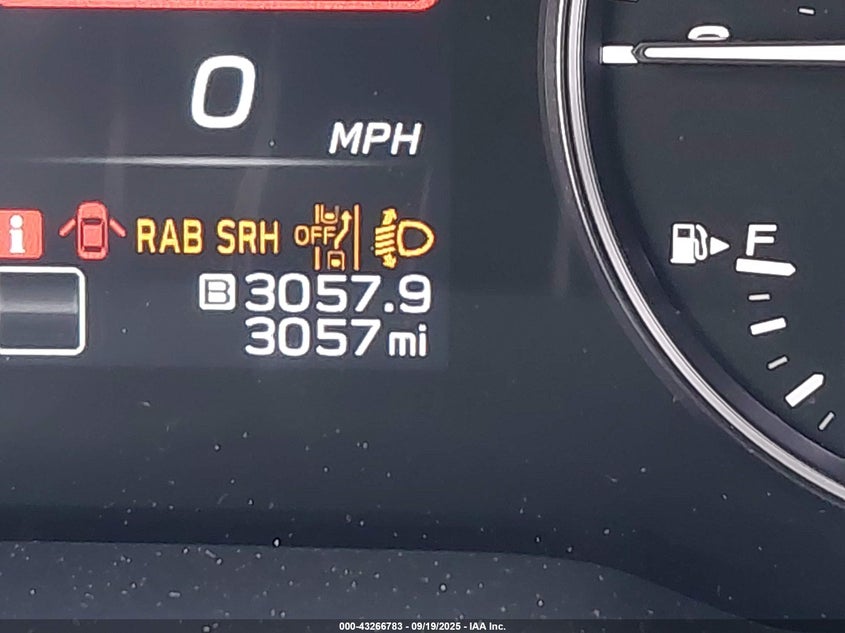 0
MPH
i RAB SRH OFF
B 3057.9
3057 mi
F
000-43266783 - 09/19/2025 - IAA Inc.